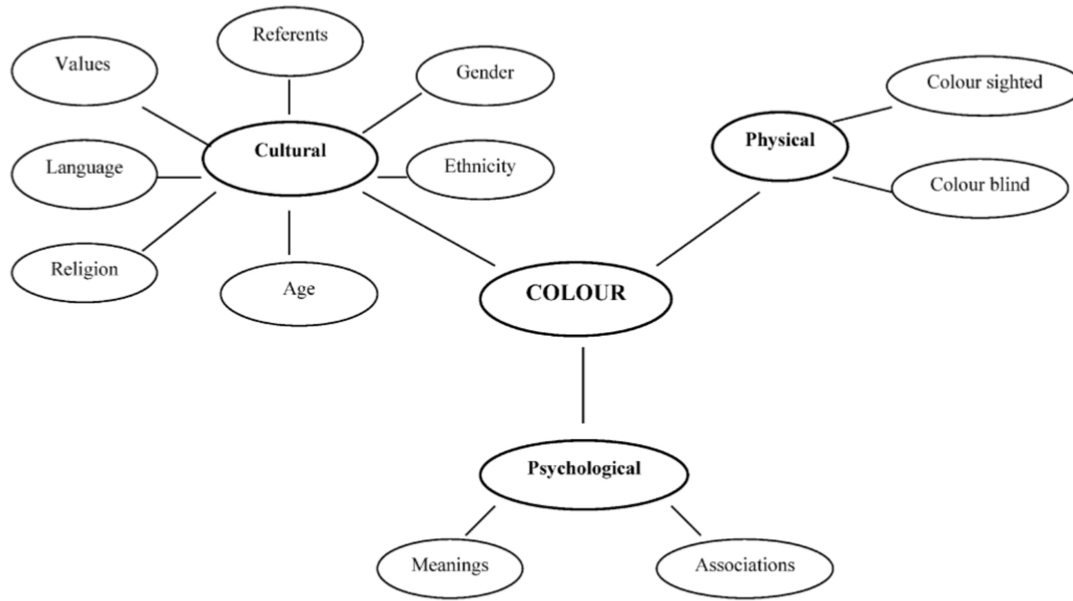 Referents
Values
Gender
Colour sighted
Cultural
Physical
Language
Ethnicity
Colour blind
Religion
Age
COLOUR
Psychological
Meanings
Associations